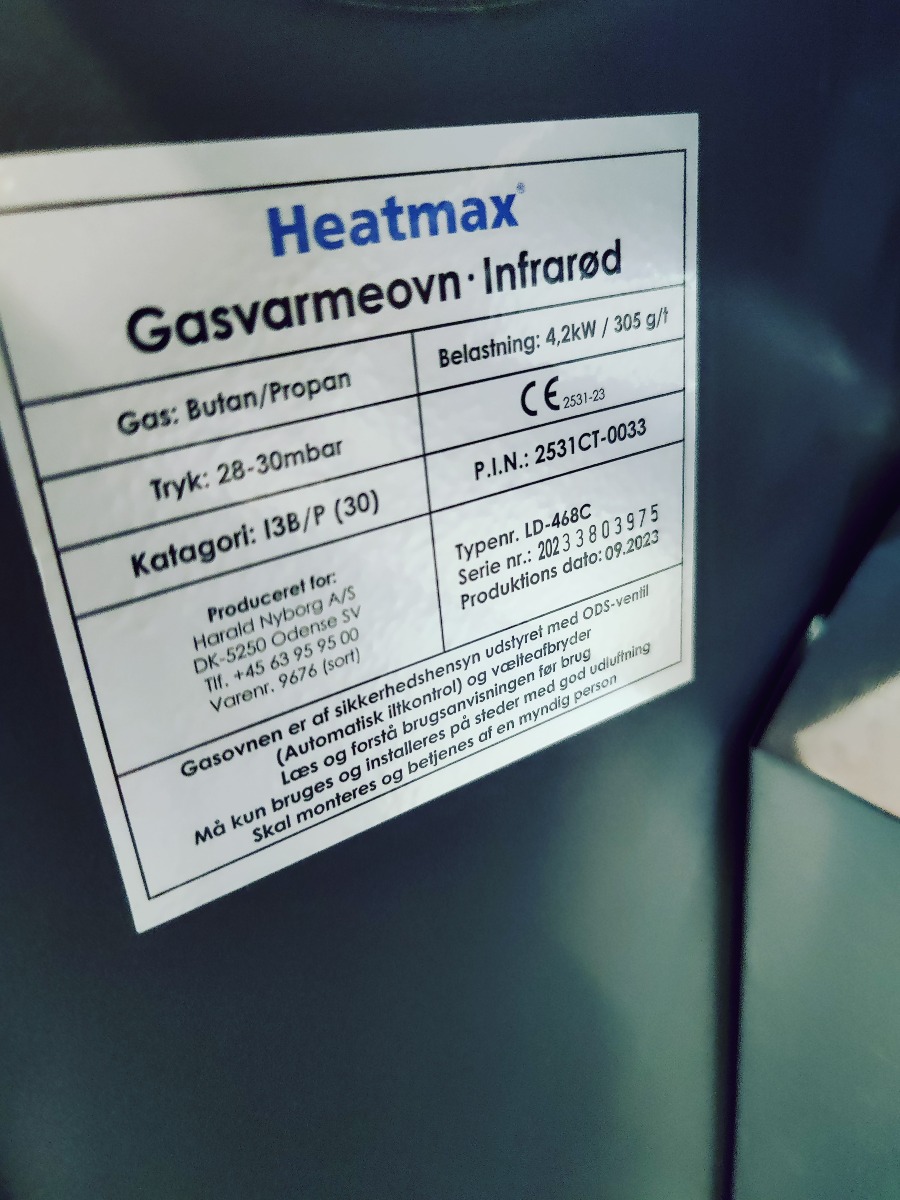 Heatmax®
Gasvarmeovn · Infrarød
Gas: Butan/Propan
Belastning: 4,2kW / 305 g/t
Tryk: 28-30mbar
CE 2531-23
Katagori: I3B/P (30)
P.I.N.: 2531CT-0033
Produceret for:
Harald Nyborg A/S
DK-5250 Odense SV
Tlf. +45 63 95 95 00
Varenr. 9676 (sort)
Typenr. LD-468C
Serie nr.: 20233803975
Produktions dato: 09.2023
Gasovnen er af sikkerhedshensyn udstyret med ODS-ventil
(Automatisk iltkontrol) og vælteafbryder
Læs og forstå brugsanvisningen før brug
Må kun bruges og installeres på steder med god udluftning
Skal monteres og betjenes af en myndig person